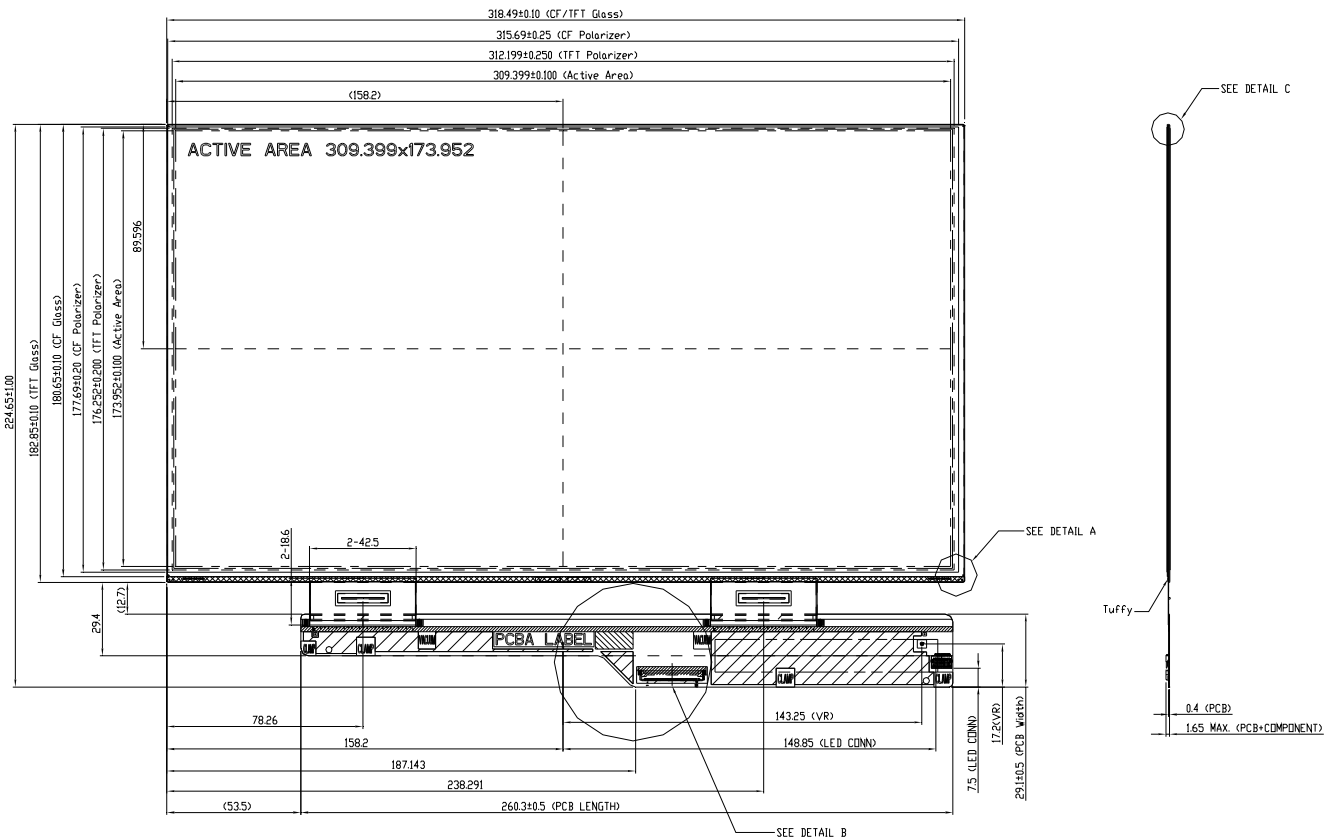 318.49±0.10 (CF/TFT Glass)
315.69±0.25 (CF Polarizer)
312.199±0.250 (TFT Polarizer)
309.399±0.100 (Active Area)
(158.2)
SEE DETAIL C
ACTIVE AREA 309.399x173.952
89.596
224.65±1.00
182.85±0.10 (TFT Glass)
180.65±0.10 (CF Glass)
177.69±0.20 (CF Polarizer)
176.252±0.200 (TFT Polarizer)
173.952±0.100 (Active Area)
2-18.6
2-42.5
SEE DETAIL A
(12.7)
29.4
Tuffy
CLAMP
CLAMP
VACUUM
PCBA LABEL
VACUUM
CLAMP
CLAMP
0.4 (PCB)
1.65 MAX. (PCB+COMPONENT)
78.26
143.25 (VR)
17.2(VR)
29.1±0.5 (PCB Width)
7.5 (LED CONN)
158.2
148.85 (LED CONN)
187.143
238.291
(53.5)
260.3±0.5 (PCB LENGTH)
SEE DETAIL B